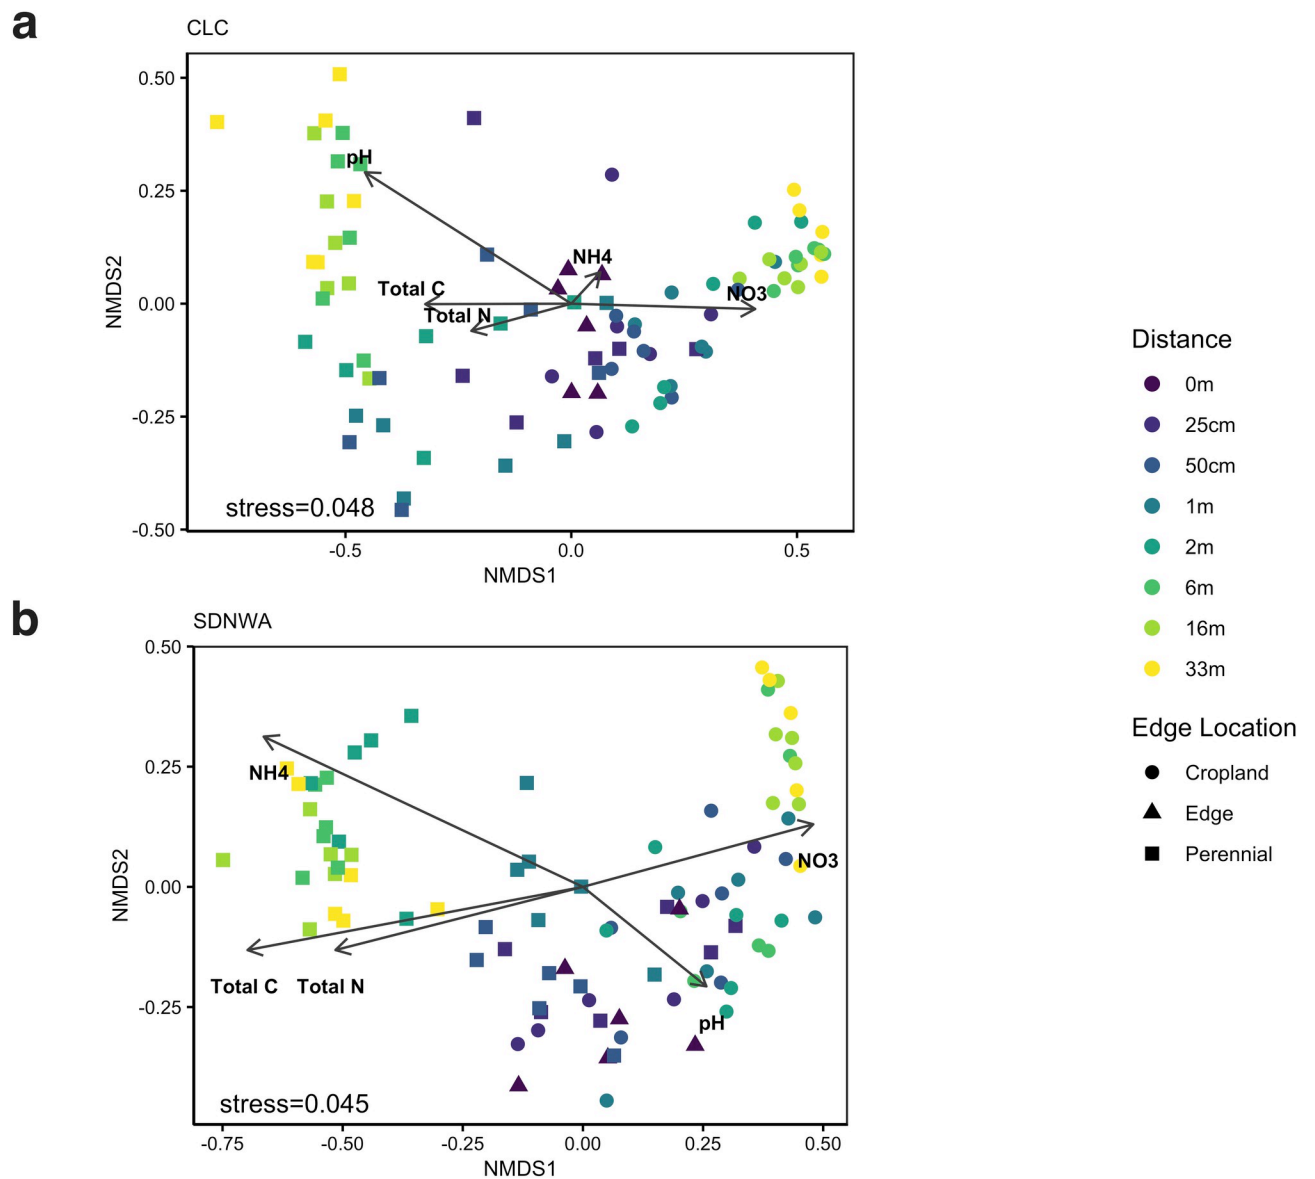 a
CLC
0.50
0.25
0.00
-0.25
-0.50
NMDS2
pH
NH4
Total C
NO3
Total N
stress=0.048
-0.5
0.0
0.5
NMDS1
b
SDNWA
0.50
0.25
0.00
-0.25
NMDS2
NH4
NO3
Total C
Total N
pH
stress=0.045
-0.75
-0.50
-0.25
0.00
0.25
0.50
NMDS1
Distance
0m
25cm
50cm
1m
2m
6m
16m
33m
Edge Location
Cropland
Edge
Perennial